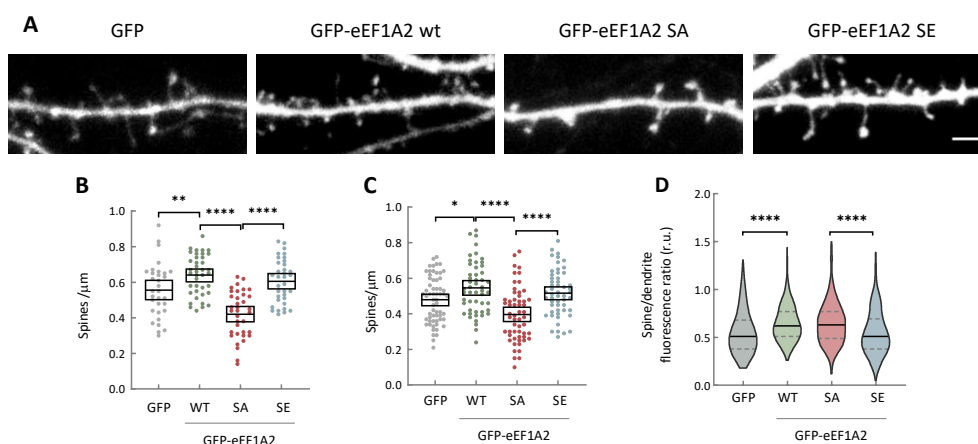 A
GFP
GFP-eEF1A2 wt
GFP-eEF1A2 SA
GFP-eEF1A2 SE
B
** **** ****
Spines /µm
1.0
0.8
0.6
0.4
0.2
0.0
GFP WT SA SE
GFP-eEF1A2
C
* **** ****
Spines/µm
1.0
0.8
0.6
0.4
0.2
0.0
GFP WT SA SE
GFP-eEF1A2
D
**** ****
Spine/dendrite
fluorescence ratio (r.u.)
2.0
1.5
1.0
0.5
0.0
GFP WT SA SE
GFP-eEF1A2